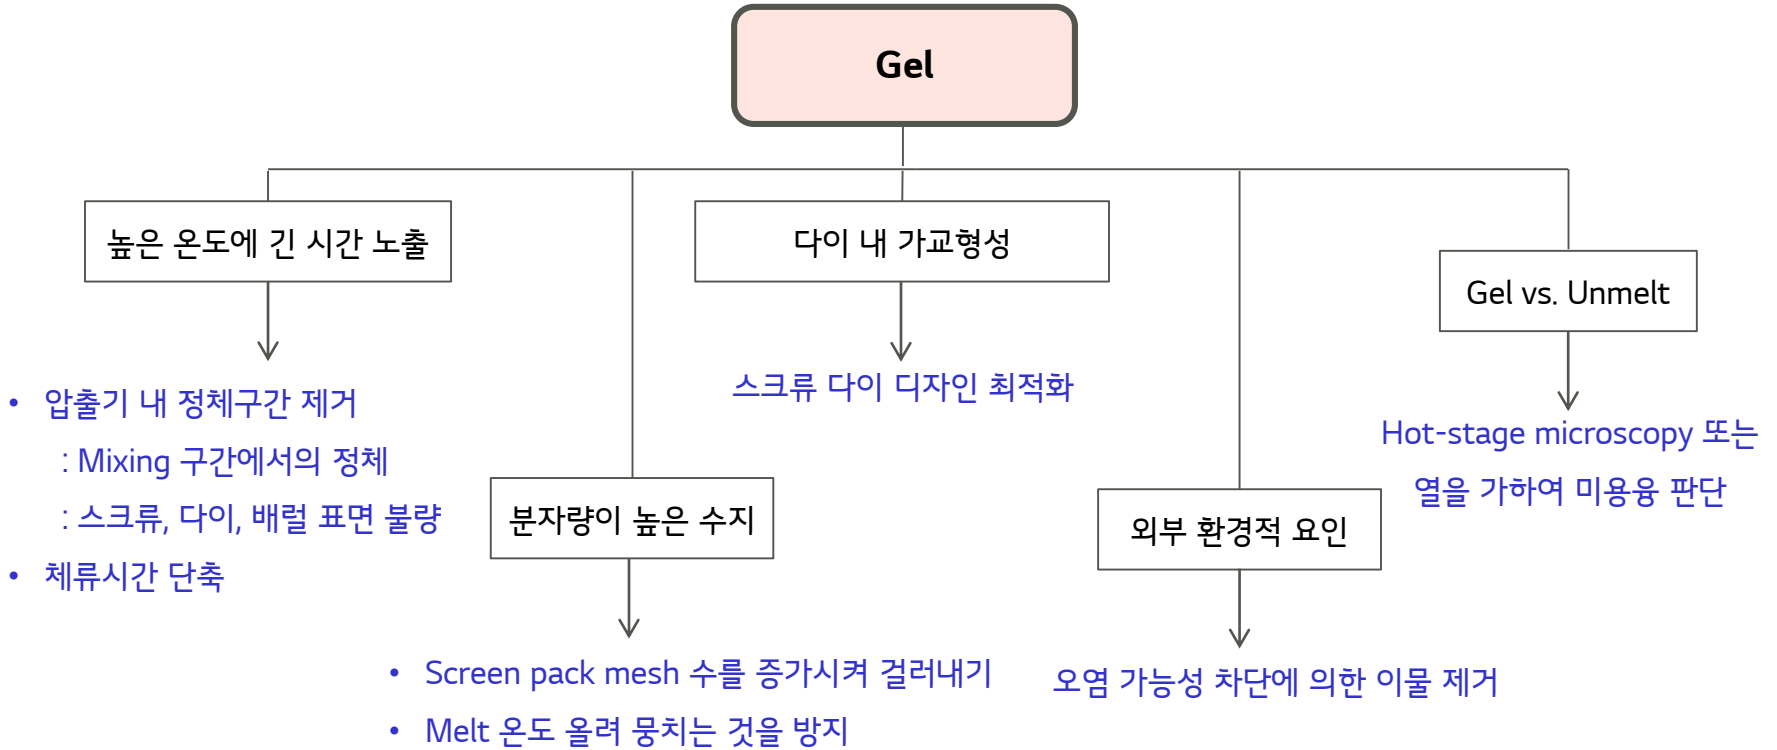 Gel
높은 온도에 긴 시간 노출
• 압출기 내 정체구간 제거
: Mixing 구간에서의 정체
: 스크류, 다이, 배럴 표면 불량
• 체류시간 단축
분자량이 높은 수지
• Screen pack mesh 수를 증가시켜 걸러내기
• Melt 온도 올려 뭉치는 것을 방지
다이 내 가교형성
스크류 다이 디자인 최적화
외부 환경적 요인
오염 가능성 차단에 의한 이물 제거
Gel vs. Unmelt
Hot-stage microscopy 또는
열을 가하여 미용융 판단